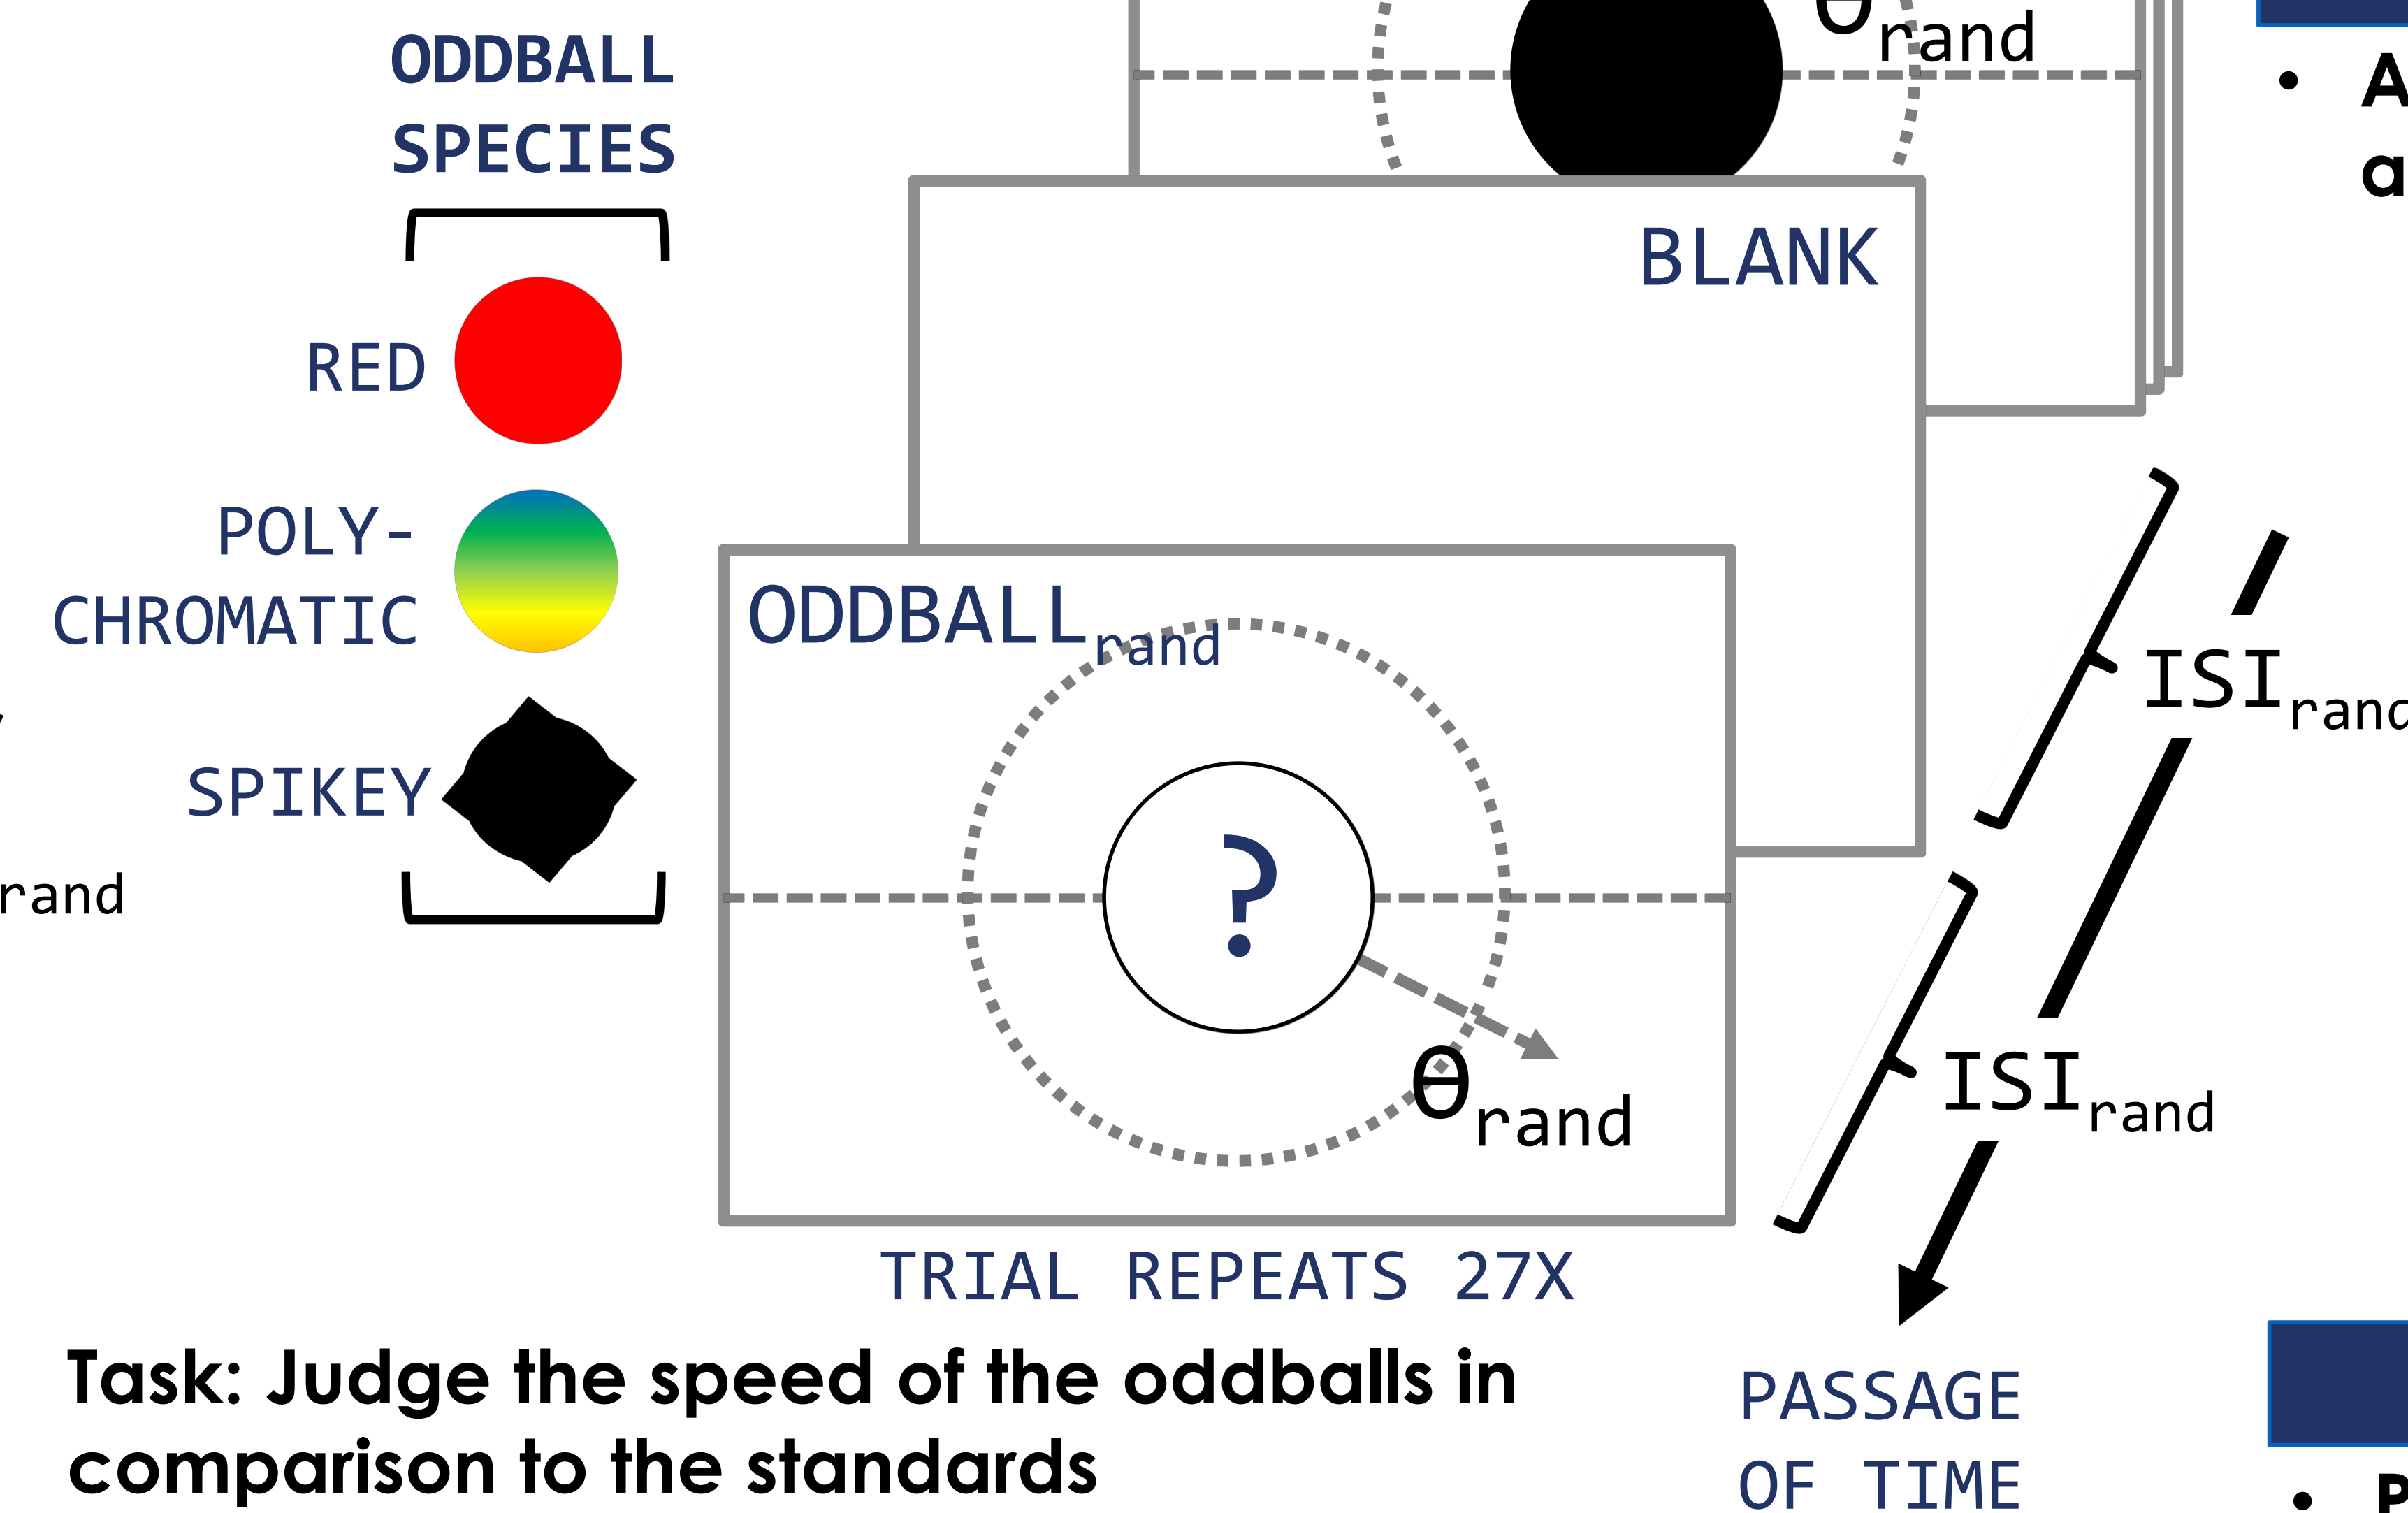 ODDBALL
SPECIES
RED
POLY-
CHROMATIC
SPIKEY
rand
Θrand
BLANK
ODDBALLrand
?
Θrand
TRIAL REPEATS 27X
ISIrand
ISIrand
PASSAGE
OF TIME
Task: Judge the speed of the oddballs in
comparison to the standards
• A
a
• P